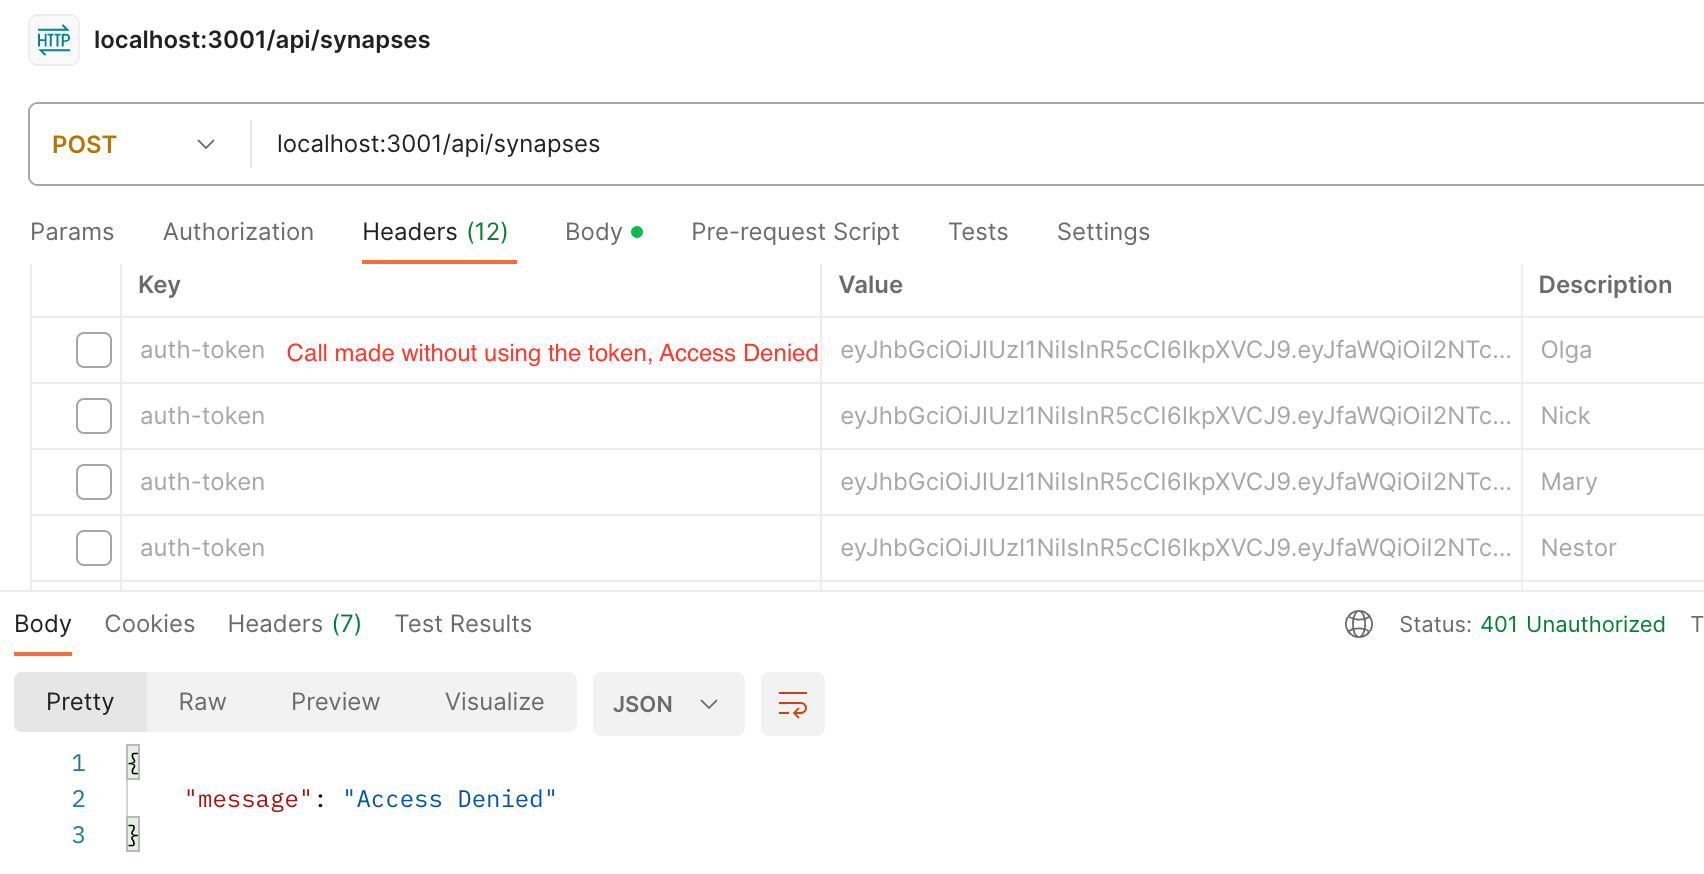 HTTP localhost:3001/api/synapses
POST localhost:3001/api/synapses
Params Authorization Headers (12) Body Pre-request Script Tests Settings
Key Value Description
auth-token Call made without using the token, Access Denied eyJhbGciOiJIUzI1NiIsInR5cCI6IkpXVCJ9.eyJfaWQiOiI2NTc... Olga
auth-token eyJhbGciOiJIUzI1NiIsInR5cCI6IkpXVCJ9.eyJfaWQiOiI2NTc... Nick
auth-token eyJhbGciOiJIUzI1NiIsInR5cCI6IkpXVCJ9.eyJfaWQiOiI2NTc... Mary
auth-token eyJhbGciOiJIUzI1NiIsInR5cCI6IkpXVCJ9.eyJfaWQiOiI2NTc... Nestor
Body Cookies Headers (7) Test Results Status: 401 Unauthorized T
Pretty Raw Preview Visualize JSON
1 {
2 "message": "Access Denied"
3 }